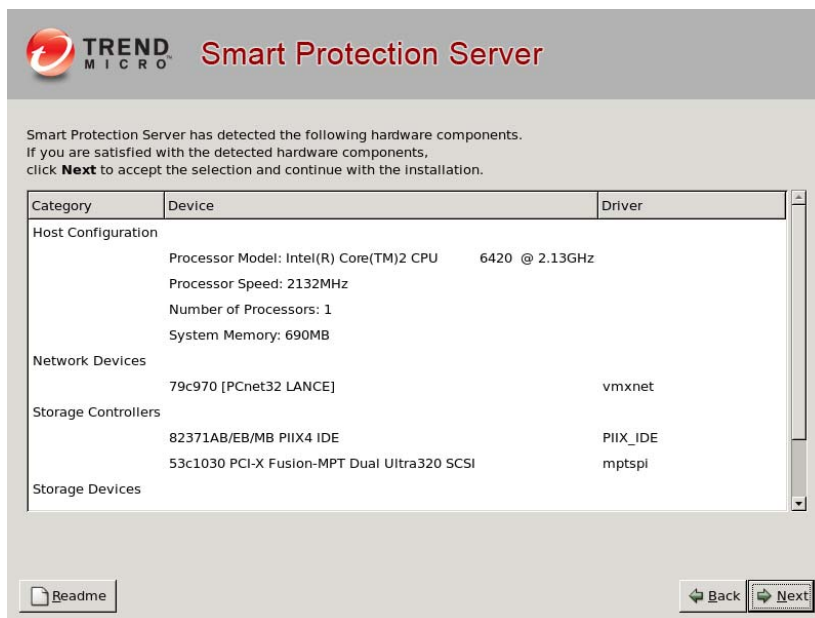 TREND MICRO™ Smart Protection Server
Smart Protection Server has detected the following hardware components.
If you are satisfied with the detected hardware components,
click Next to accept the selection and continue with the installation.
Category Device Driver
Host Configuration
Processor Model: Intel(R) Core(TM)2 CPU 6420 @ 2.13GHz
Processor Speed: 2132MHz
Number of Processors: 1
System Memory: 690MB
Network Devices
79c970 [PCnet32 LANCE] vmxnet
Storage Controllers
82371AB/EB/MB PIIX4 IDE PIIX_IDE
53c1030 PCI-X Fusion-MPT Dual Ultra320 SCSI mptspi
Storage Devices
Readme Back Next